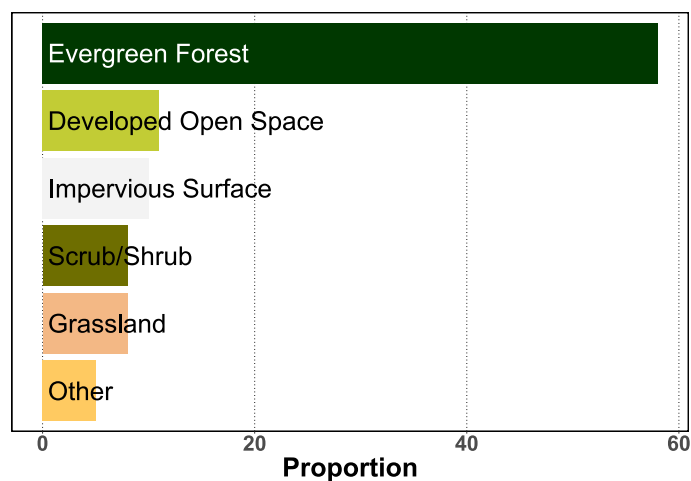 Evergreen Forest
Developed Open Space
Impervious Surface
Scrub/Shrub
Grassland
Other
0 20 40 60
Proportion